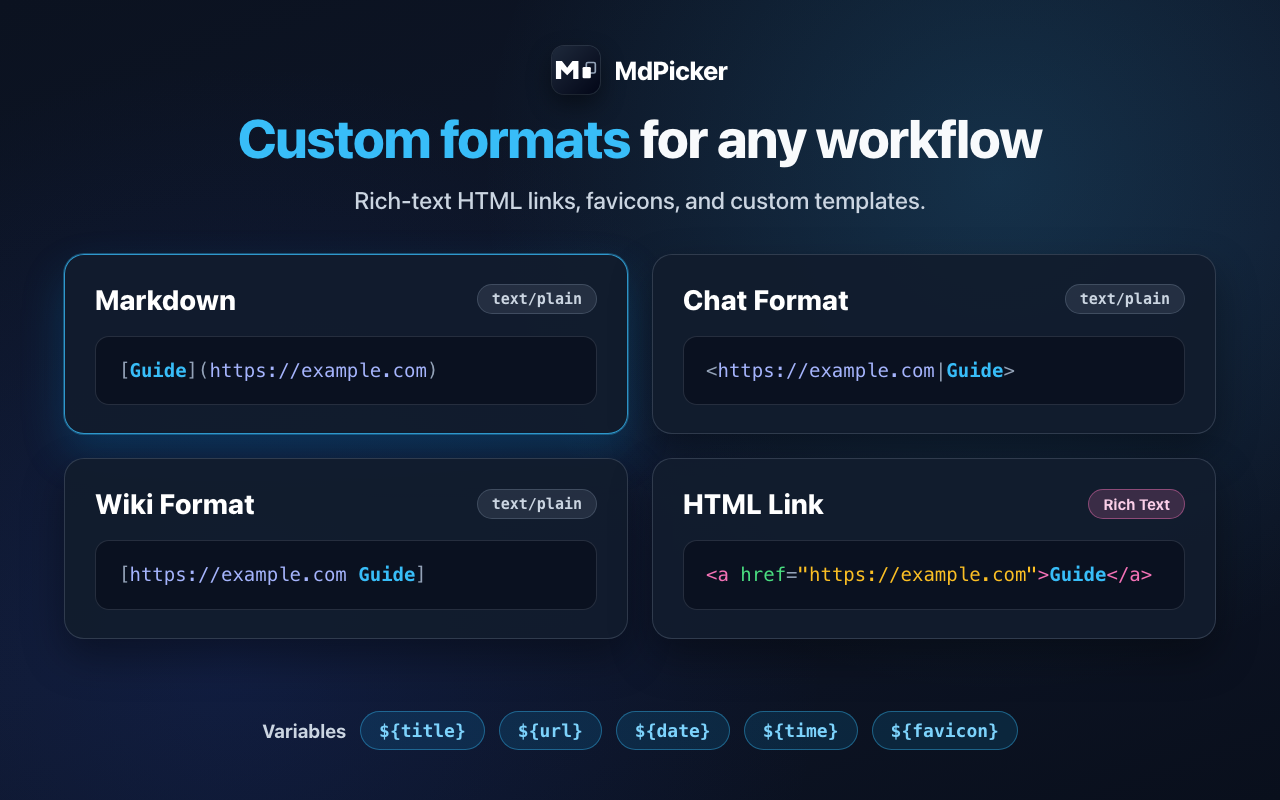 MdPicker
Custom formats for any workflow
Rich-text HTML links, favicons, and custom templates.
Markdown text/plain
[Guide](https://example.com)
Chat Format text/plain
<https://example.com|Guide>
Wiki Format text/plain
[https://example.com Guide]
HTML Link Rich Text
<a href="https://example.com">Guide</a>
Variables ${title} ${url} ${date} ${time} ${favicon}